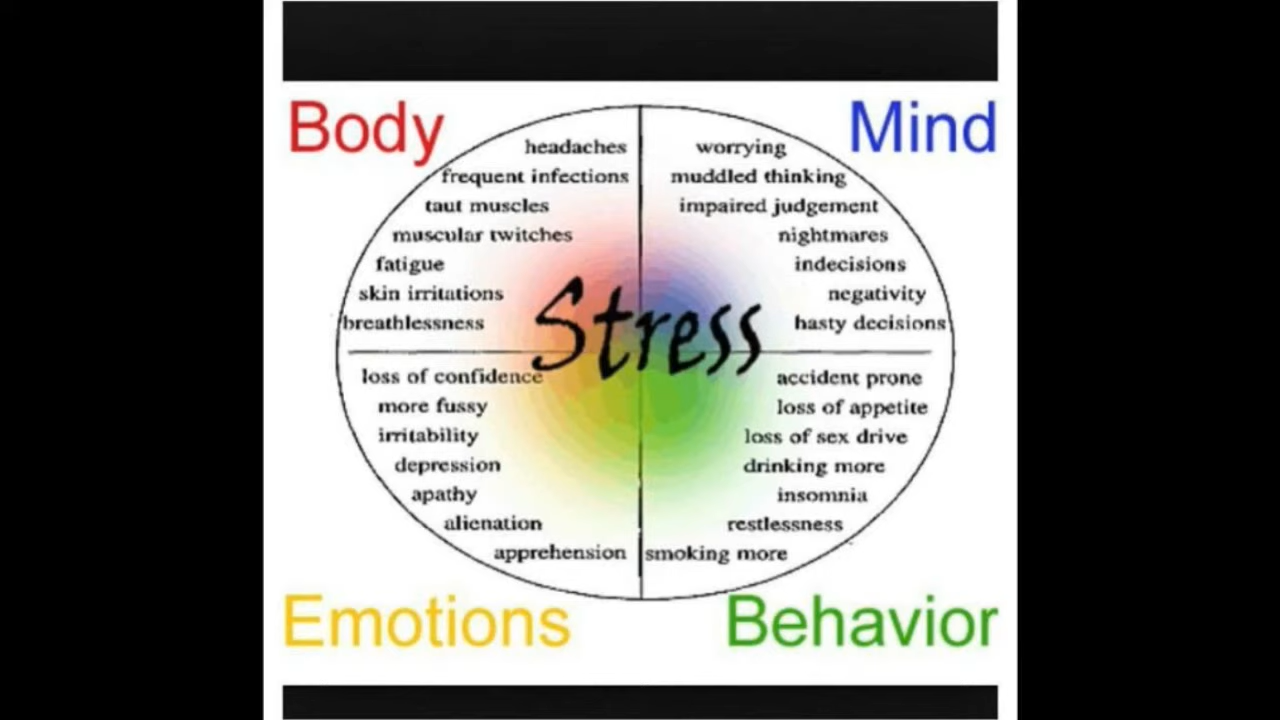 Body
headaches
frequent infections
taut muscles
muscular twitches
fatigue
skin irritations
breathlessness
Mind
worrying
muddled thinking
impaired judgement
nightmares
indecisions
negativity
hasty decisions
Stress
loss of confidence
more fussy
irritability
depression
apathy
alienation
apprehension
Emotions
accident prone
loss of appetite
loss of sex drive
drinking more
insomnia
restlessness
smoking more
Behavior